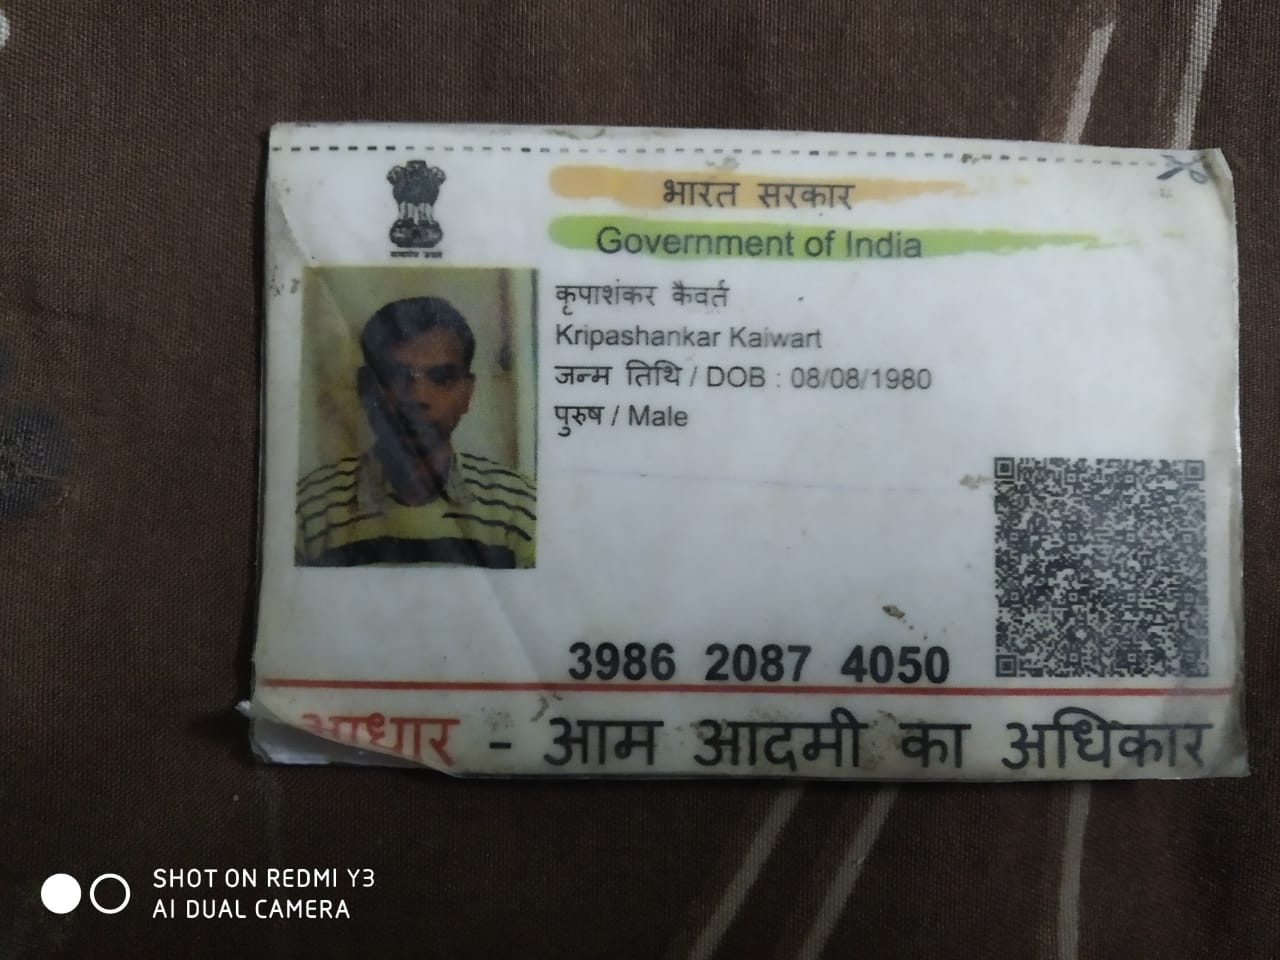 भारत सरकार
Government of India
कृपाशंकर कैवर्त
Kripashankar Kaiwart
जन्म तिथि / DOB : 08/08/1980
पुरुष / Male
3986 2087 4050
आधार - आम आदमी का अधिकार
SHOT ON REDMI Y3
AI DUAL CAMERA